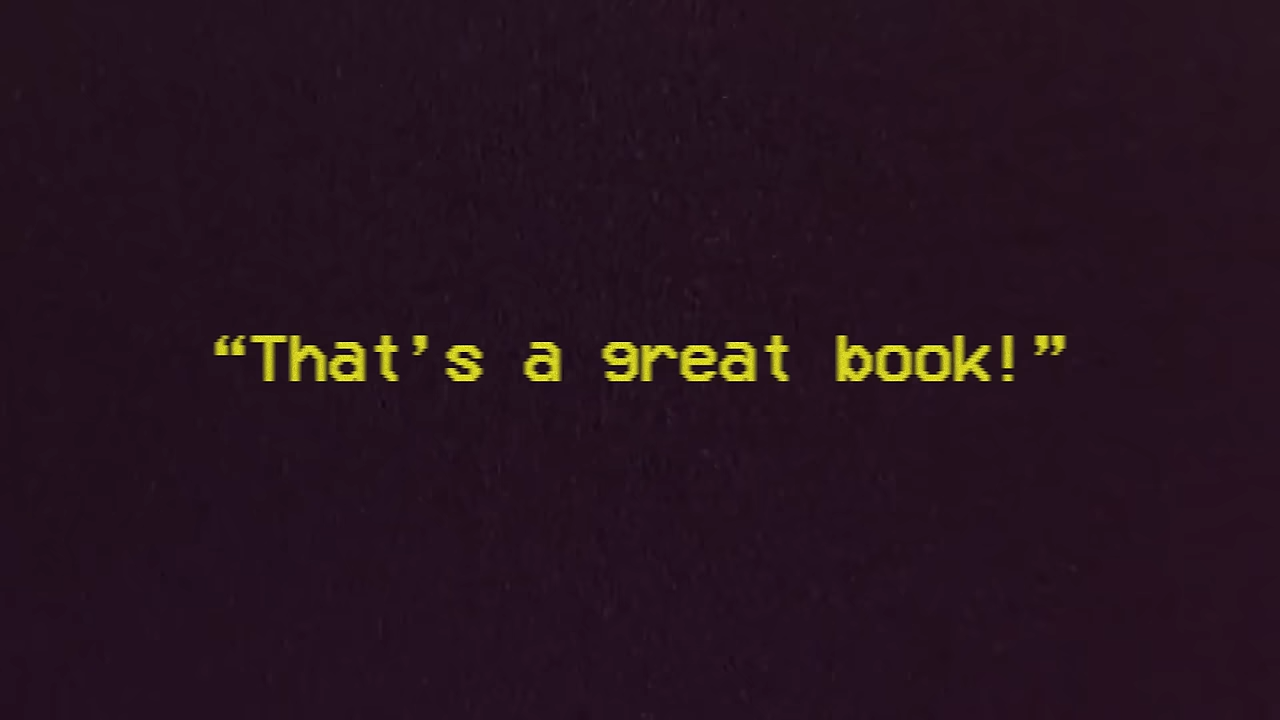 “That’s a great book!”